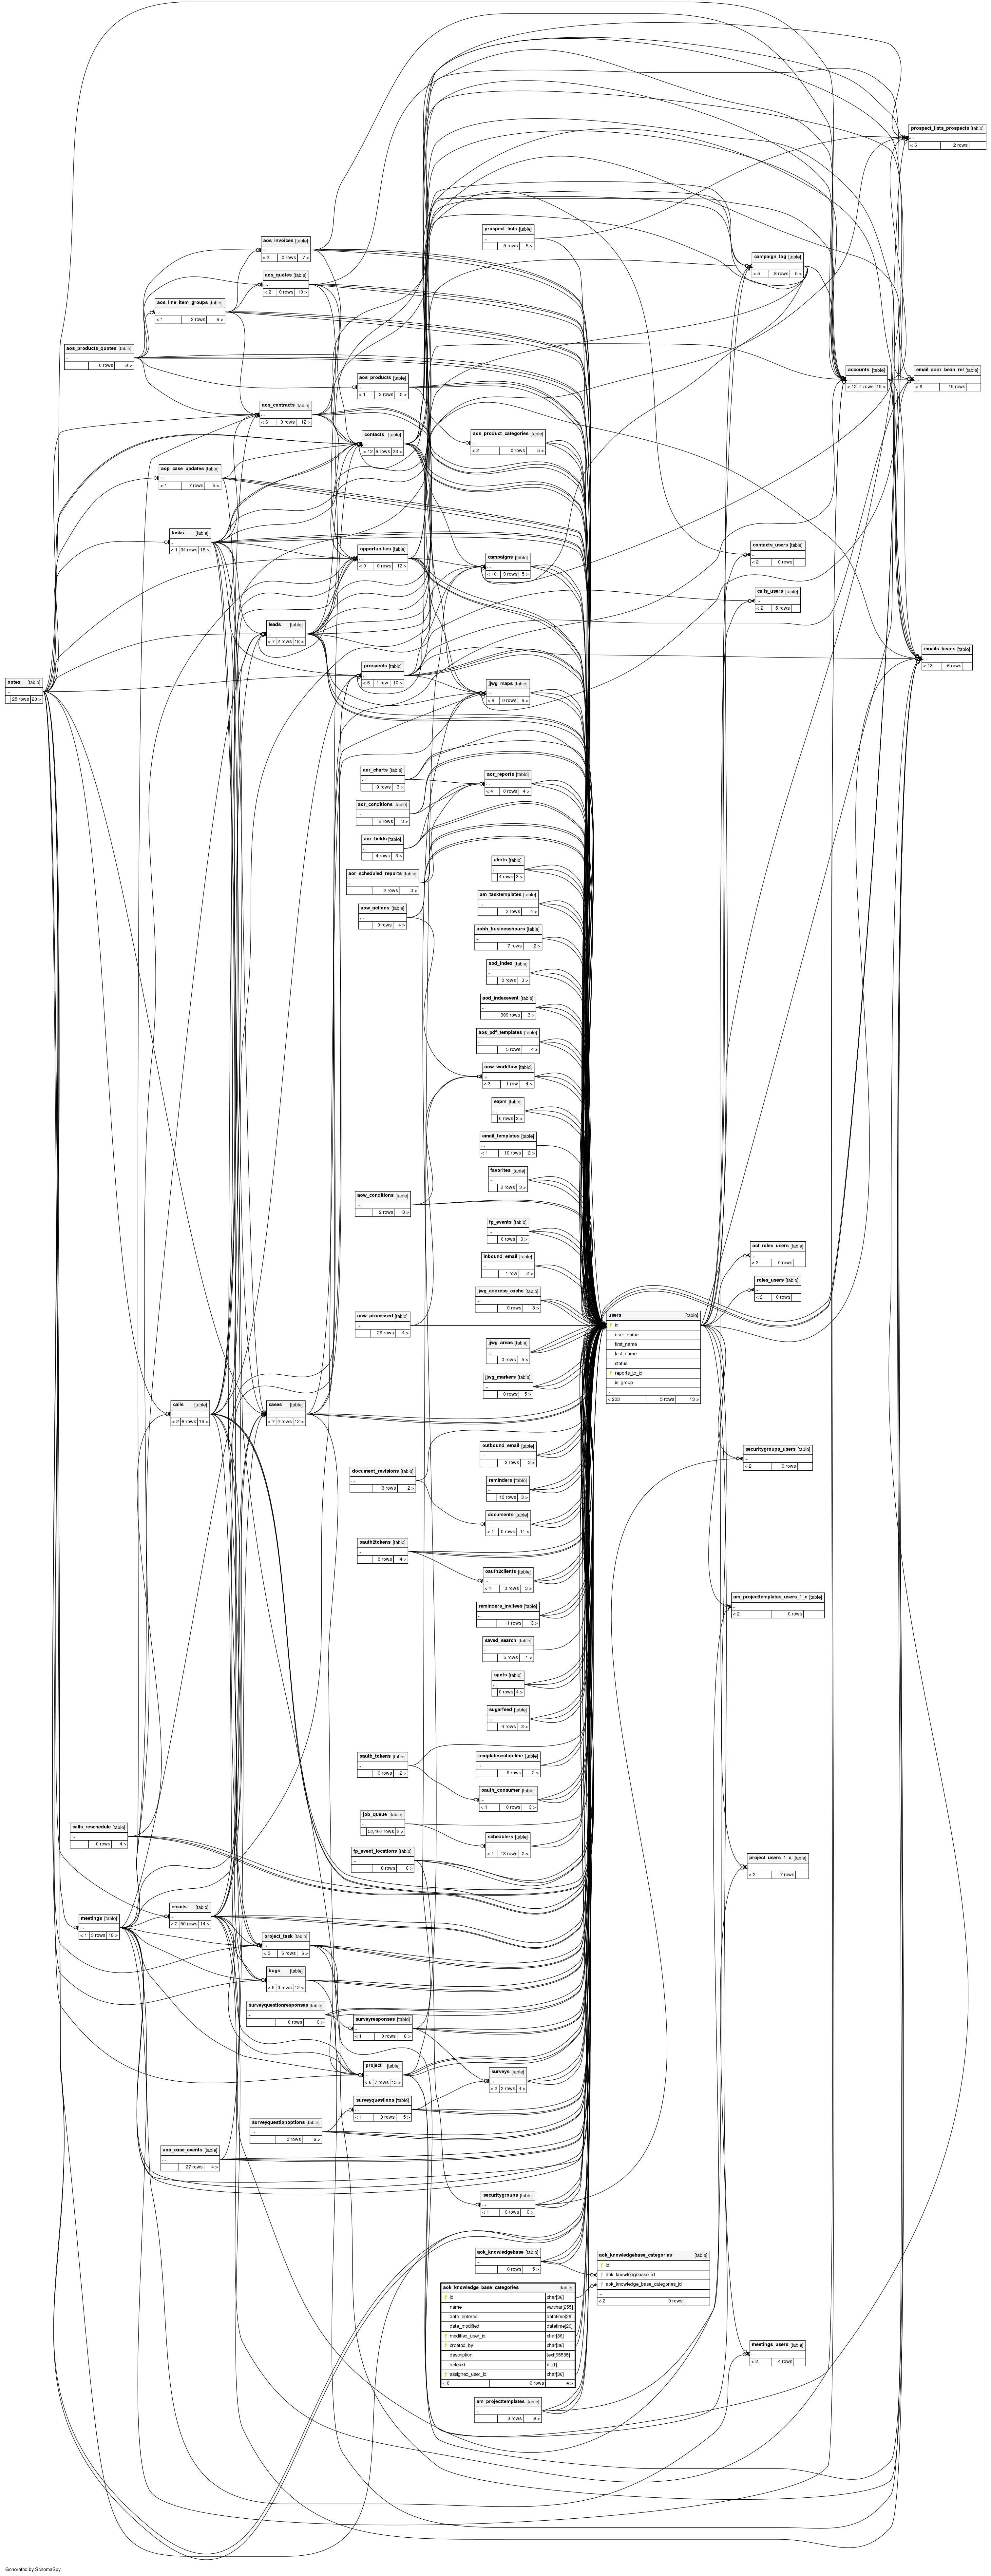 prospect_lists_prospects [table]
...
< 6 2 rows
prospect_lists [table]
...
5 rows 5 >
aos_invoices [table]
...
< 2 0 rows 7 >
campaign_log [table]
...
< 5 8 rows 5 >
aos_quotes [table]
...
< 2 0 rows 10 >
aos_line_item_groups [table]
...
< 1 2 rows 6 >
aos_products_quotes [table]
...
0 rows 8 >
accounts [table]
...
< 12 4 rows 15 >
email_addr_bean_rel [table]
...
< 6 15 rows
aos_products [table]
...
< 1 2 rows 5 >
aos_contracts [table]
...
< 6 0 rows 12 >
contacts [table]
...
< 12 8 rows 23 >
aos_product_categories [table]
...
< 2 0 rows 5 >
aop_case_updates [table]
...
< 1 7 rows 5 >
tasks [table]
...
< 1 34 rows 16 >
opportunities [table]
...
< 9 0 rows 12 >
campaigns [table]
...
< 10 9 rows 5 >
contacts_users [table]
...
< 2 0 rows
calls_users [table]
...
< 2 5 rows
leads [table]
...
< 7 2 rows 18 >
emails_beans [table]
...
< 13 6 rows
prospects [table]
...
< 6 1 row 10 >
notes [table]
...
25 rows 20 >
jjwg_maps [table]
...
< 8 0 rows 9 >
aor_charts [table]
...
0 rows 3 >
aor_reports [table]
...
< 4 0 rows 4 >
aor_conditions [table]
...
2 rows 3 >
aor_fields [table]
...
4 rows 3 >
aor_scheduled_reports [table]
...
2 rows 3 >
alerts [table]
...
4 rows 3 >
am_tasktemplates [table]
...
2 rows 4 >
aow_actions [table]
...
0 rows 4 >
aobh_businesshours [table]
...
7 rows 2 >
aod_index [table]
...
0 rows 3 >
aod_indexevent [table]
...
309 rows 3 >
aos_pdf_templates [table]
...
5 rows 4 >
aow_workflow [table]
...
< 3 1 row 4 >
eapm [table]
...
0 rows 3 >
email_templates [table]
...
< 1 10 rows 2 >
favorites [table]
...
2 rows 3 >
aow_conditions [table]
...
2 rows 3 >
fp_events [table]
...
0 rows 9 >
acl_roles_users [table]
...
< 2 0 rows
inbound_email [table]
...
1 row 2 >
roles_users [table]
...
< 2 0 rows
jjwg_address_cache [table]
...
0 rows 3 >
aow_processed [table]
...
29 rows 4 >
users [table]
id
user_name
first_name
last_name
status
reports_to_id
is_group
...
< 203 5 rows 13 >
jjwg_areas [table]
...
0 rows 5 >
jjwg_markers [table]
...
0 rows 5 >
calls [table]
...
< 2 8 rows 16 >
cases [table]
...
< 7 4 rows 12 >
outbound_email [table]
...
3 rows 3 >
securitygroups_users [table]
...
< 2 0 rows
document_revisions [table]
...
3 rows 2 >
reminders [table]
...
13 rows 3 >
documents [table]
...
< 1 0 rows 11 >
oauth2tokens [table]
...
0 rows 4 >
oauth2clients [table]
...
< 1 0 rows 3 >
am_projecttemplates_users_1_c [table]
...
< 2 0 rows
reminders_invitees [table]
...
11 rows 3 >
saved_search [table]
...
5 rows 1 >
spots [table]
...
0 rows 4 >
sugarfeed [table]
...
4 rows 3 >
oauth_tokens [table]
...
0 rows 2 >
templatesectionline [table]
...
9 rows 2 >
oauth_consumer [table]
...
< 1 0 rows 3 >
job_queue [table]
...
52,407 rows 2 >
calls_reschedule [table]
...
0 rows 4 >
schedulers [table]
...
< 1 13 rows 2 >
fp_event_locations [table]
...
0 rows 6 >
project_users_1_c [table]
...
< 2 7 rows
emails [table]
...
< 2 50 rows 14 >
meetings [table]
...
< 1 3 rows 18 >
project_task [table]
...
< 5 6 rows 6 >
bugs [table]
...
< 5 0 rows 12 >
surveyquestionresponses [table]
...
0 rows 6 >
surveyresponses [table]
...
< 1 0 rows 6 >
project [table]
...
< 9 7 rows 15 >
surveys [table]
...
< 2 2 rows 4 >
surveyquestions [table]
...
< 1 0 rows 5 >
surveyquestionoptions [table]
...
0 rows 6 >
aop_case_events [table]
...
27 rows 4 >
securitygroups [table]
...
< 1 0 rows 6 >
aok_knowledgebase [table]
...
0 rows 5 >
aok_knowledgebase_categories [table]
id
aok_knowledgebase_id
aok_knowledge_base_categories_id
...
< 2 0 rows
aok_knowledge_base_categories [table]
id char[36]
name varchar[255]
date_entered datetime[26]
date_modified datetime[26]
modified_user_id char[36]
created_by char[36]
description text[65535]
deleted bit[1]
assigned_user_id char[36]
< 0 0 rows 4 >
meetings_users [table]
...
< 2 4 rows
am_projecttemplates [table]
...
0 rows 9 >
Generated by SchemaSpy